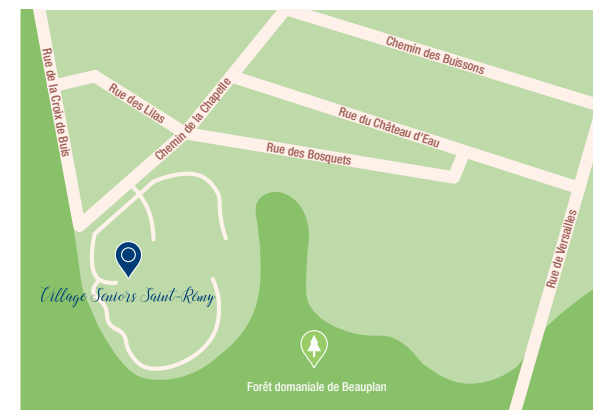 Chemin des Buissons
Rue de la Croix de Buis
Rue des Lilas
Chemin de la Chapelle
Rue du Château d'Eau
Rue des Bosquets
Rue de Versailles
Village Seniors Saint-Rémy
Forêt domaniale de Beauplan